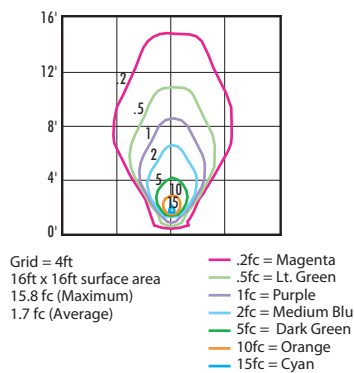 16'
12'
8'
4'
0'
.2
.5
1
2
5
10
15
Grid = 4ft
16ft x 16ft surface area
15.8 fc (Maximum)
1.7 fc (Average)
.2fc = Magenta
.5fc = Lt. Green
1fc = Purple
2fc = Medium Blu
5fc = Dark Green
10fc = Orange
15fc = Cyan